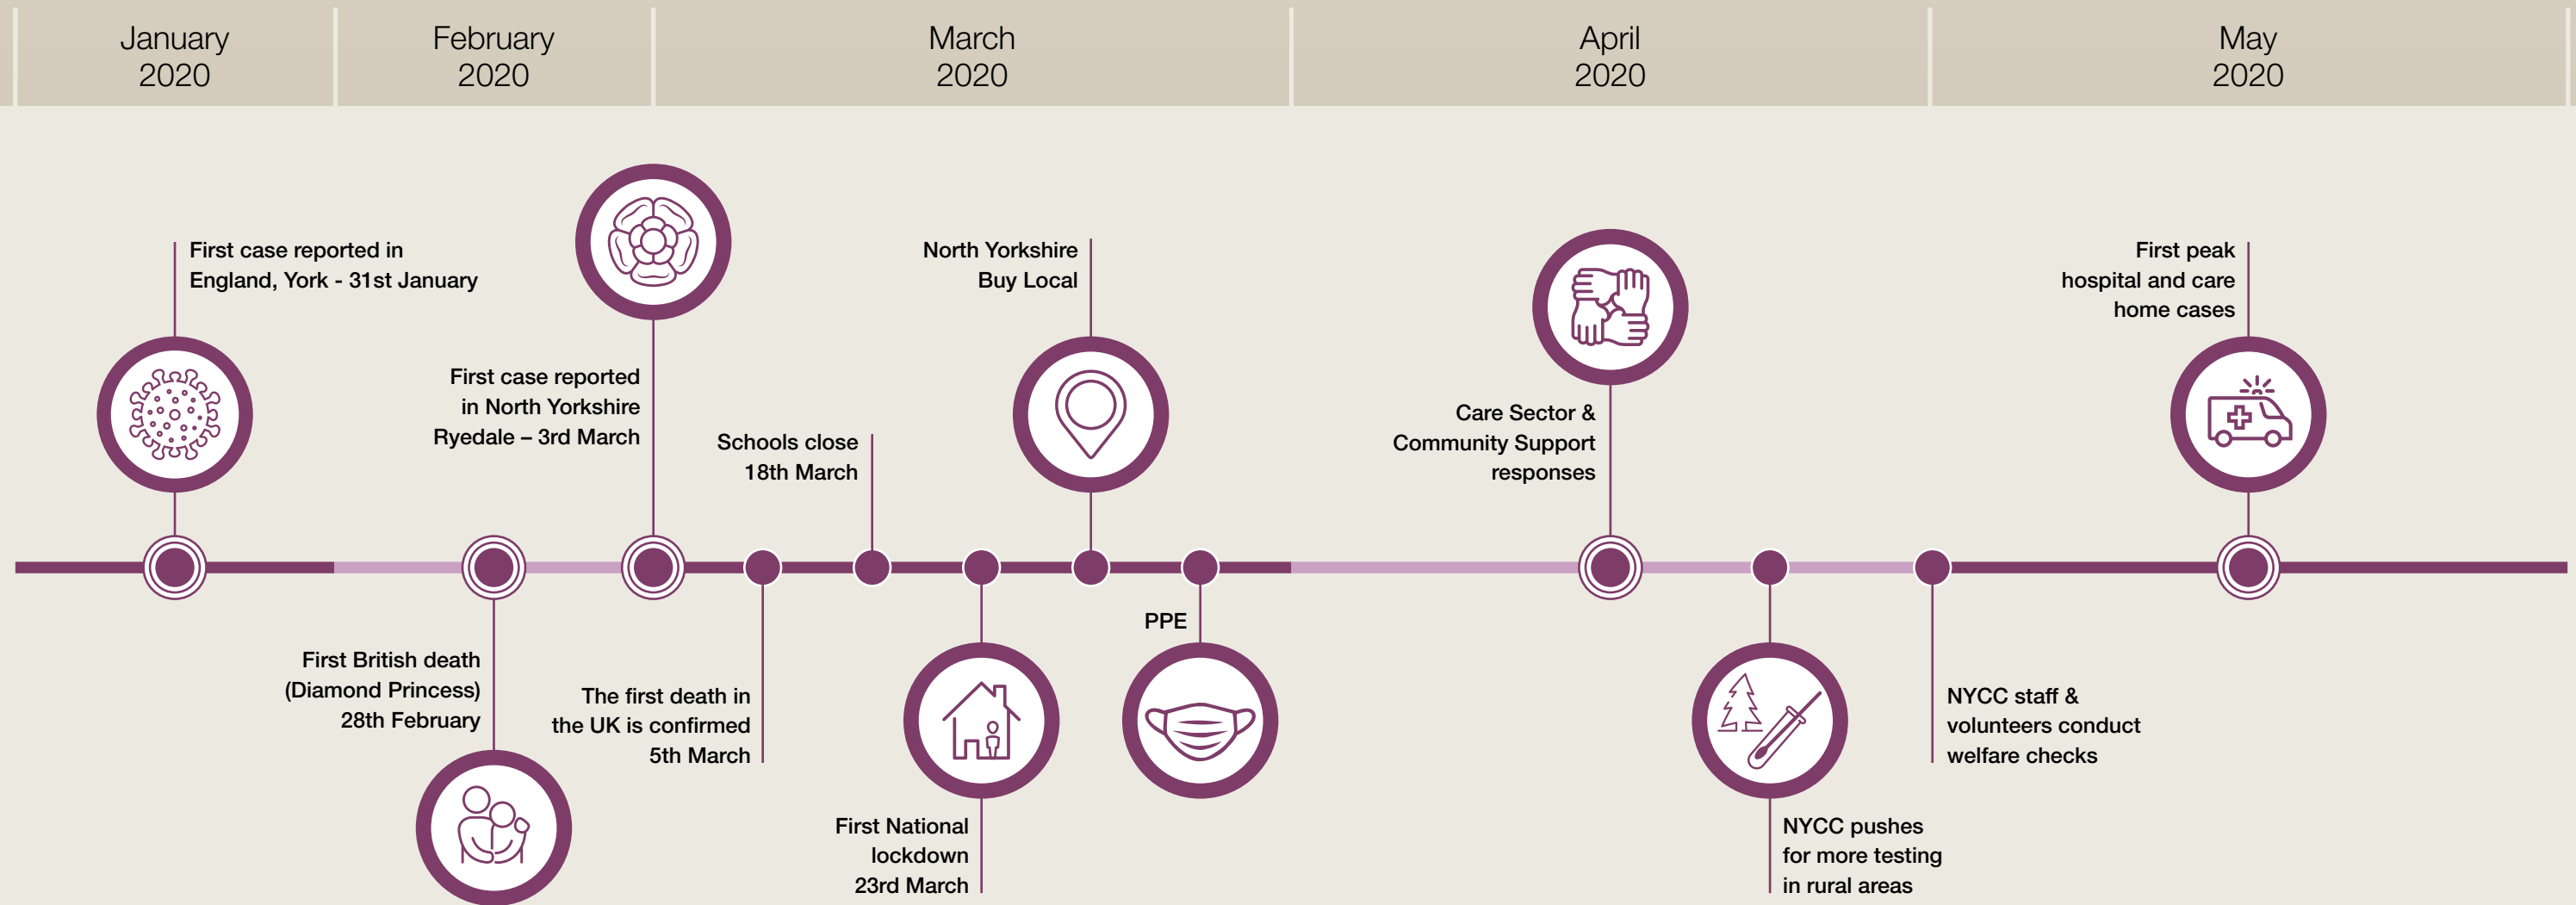 January
2020
February
2020
March
2020
April
2020
May
2020
First case reported in
England, York - 31st January
First British death
(Diamond Princess)
28th February
First case reported
in North Yorkshire
Ryedale – 3rd March
The first death in
the UK is confirmed
5th March
Schools close
18th March
First National
lockdown
23rd March
North Yorkshire
Buy Local
PPE
Care Sector &
Community Support
responses
NYCC pushes
for more testing
in rural areas
NYCC staff &
volunteers conduct
welfare checks
First peak
hospital and care
home cases